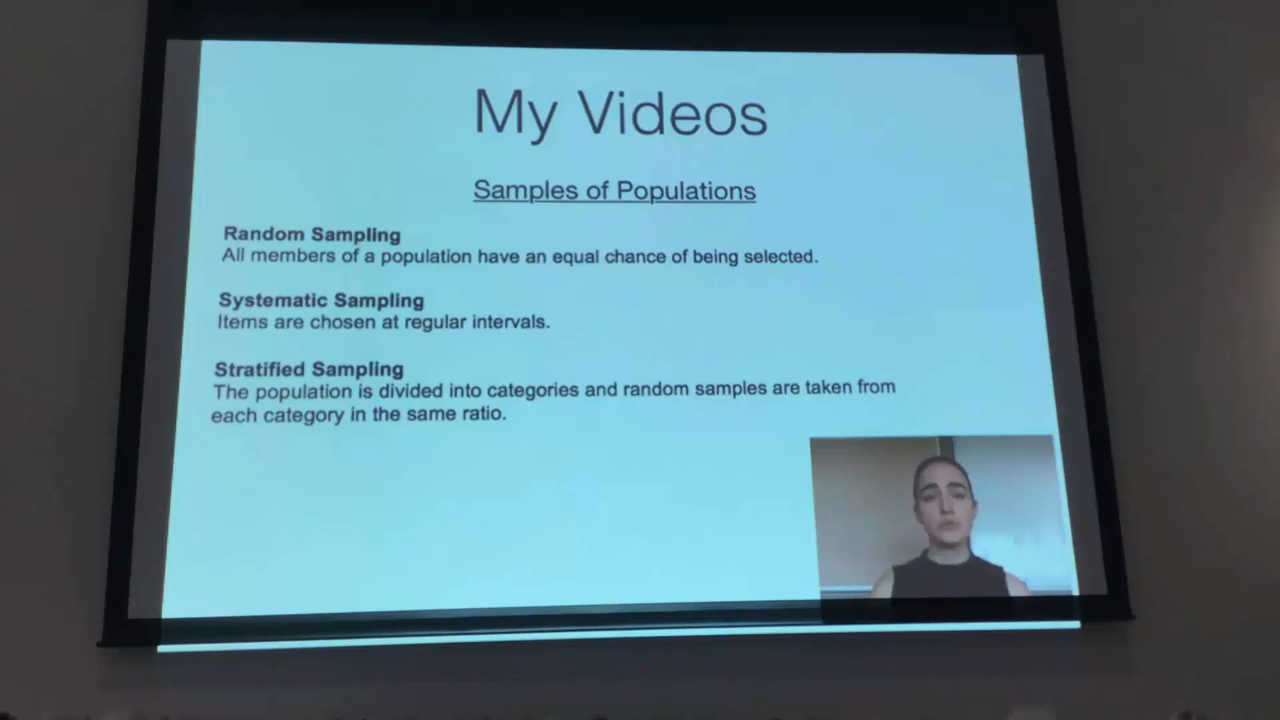 My Videos
Samples of Populations
Random Sampling
All members of a population have an equal chance of being selected.
Systematic Sampling
Items are chosen at regular intervals.
Stratified Sampling
The population is divided into categories and random samples are taken from
each category in the same ratio.